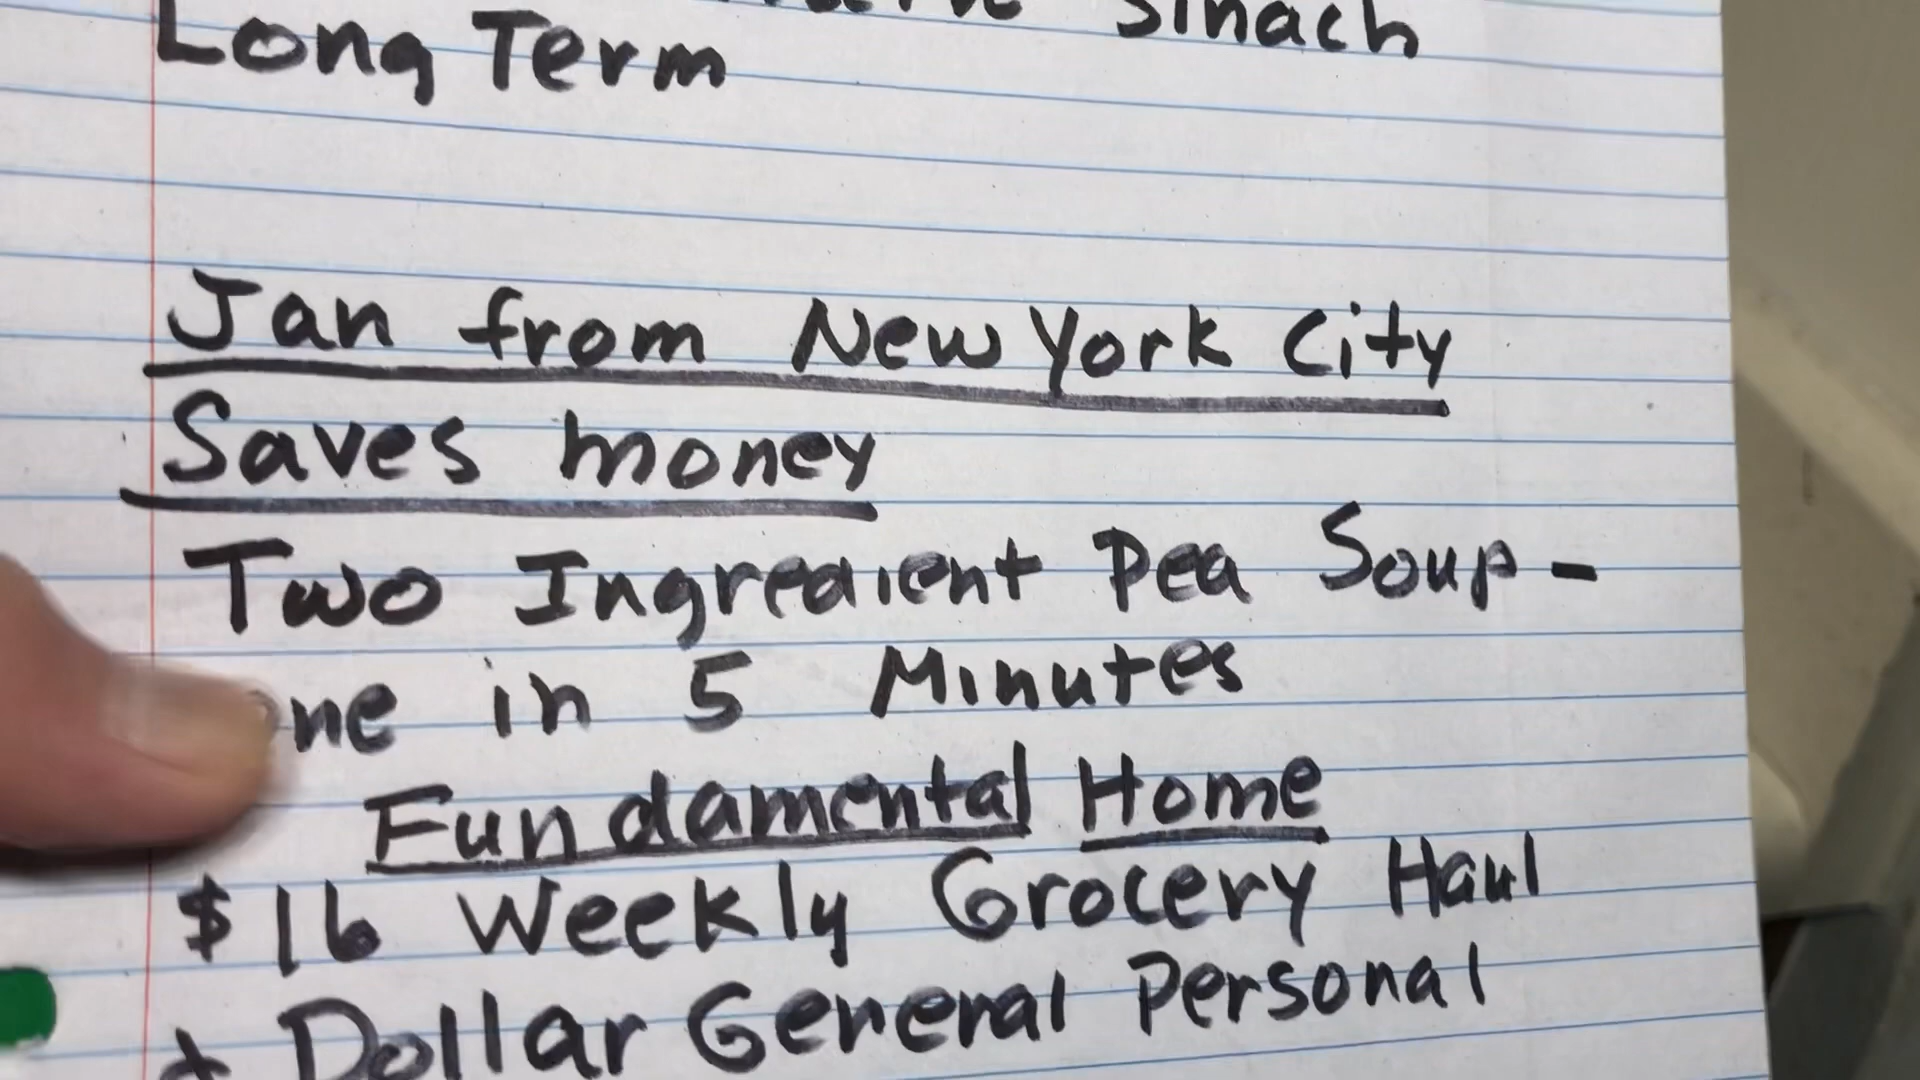 Sinach
Long Term
Jan from New York City
Saves money
Two Ingredient Pea Soup -
ne in 5 Minutes
Fundamental Home
$16 Weekly Grocery Haul
+ Dollar General Personal